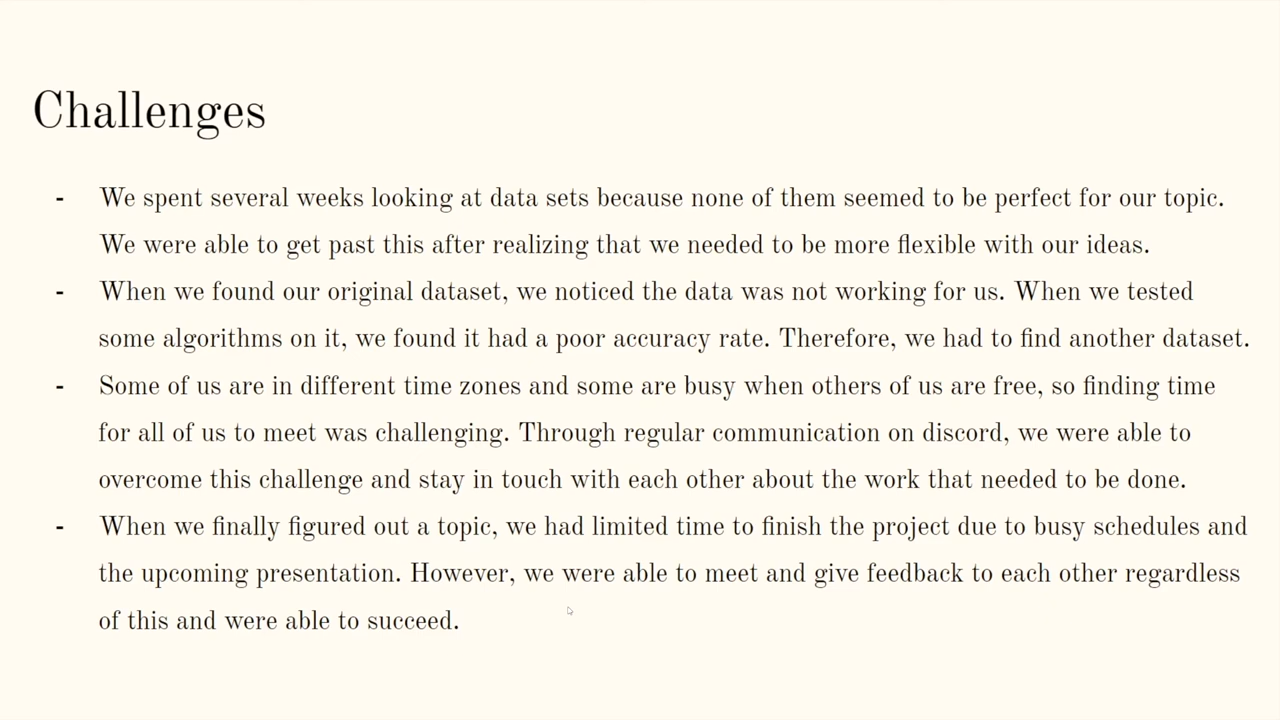 Challenges
- We spent several weeks looking at data sets because none of them seemed to be perfect for our topic.
We were able to get past this after realizing that we needed to be more flexible with our ideas.
- When we found our original dataset, we noticed the data was not working for us. When we tested
some algorithms on it, we found it had a poor accuracy rate. Therefore, we had to find another dataset.
- Some of us are in different time zones and some are busy when others of us are free, so finding time
for all of us to meet was challenging. Through regular communication on discord, we were able to
overcome this challenge and stay in touch with each other about the work that needed to be done.
- When we finally figured out a topic, we had limited time to finish the project due to busy schedules and
the upcoming presentation. However, we were able to meet and give feedback to each other regardless
of this and were able to succeed.